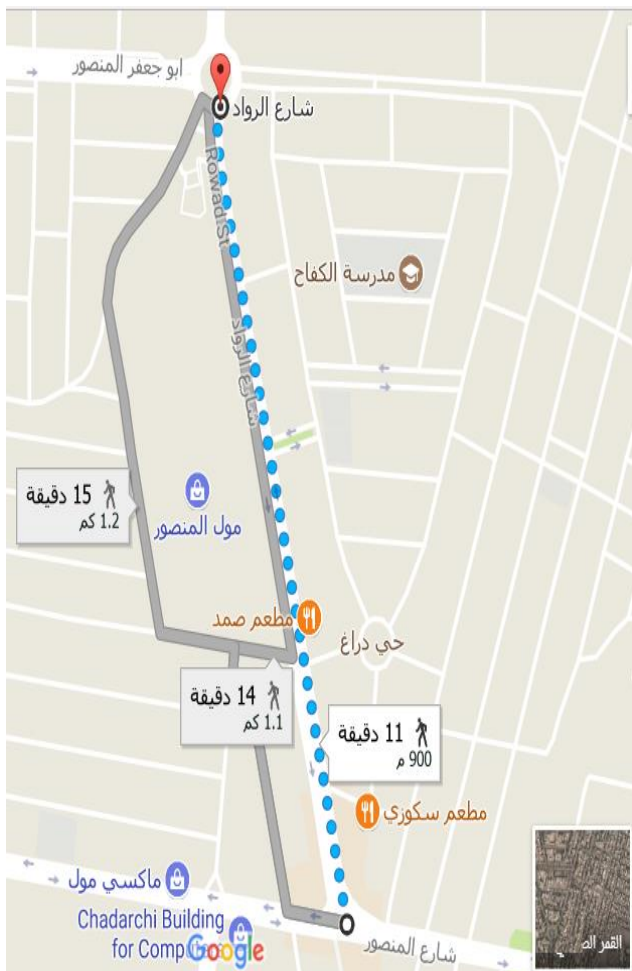 ابو جعفر المنصور
شارع الرواد
Rowad St
شارع الرواد
مدرسة الكفاح
15 دقيقة
1.2 كم
مول المنصور
مطعم صمد
حي دراغ
14 دقيقة
1.1 كم
11 دقيقة
900 م
مطعم سكوزي
ماكسي مول
Chadarchi Building
for Comp
Google
شارع المنصور
القمر